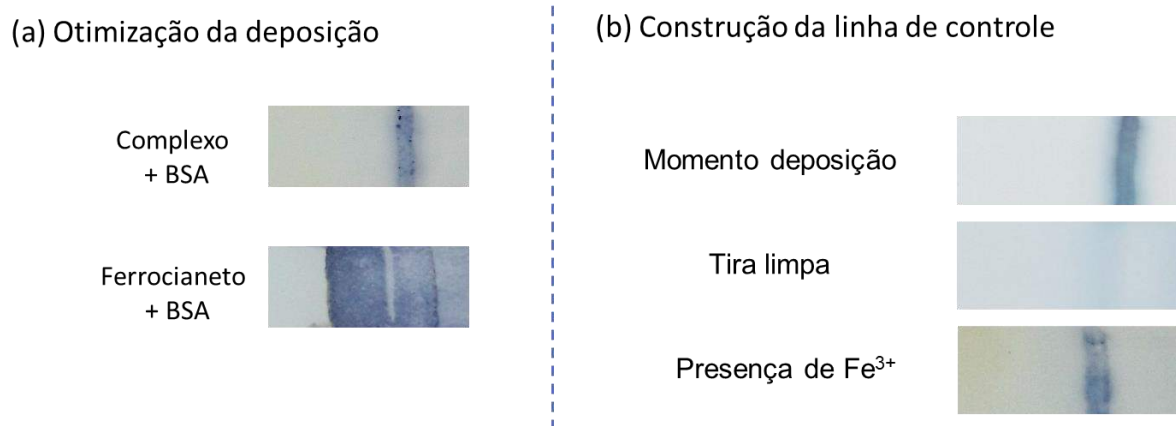 (a) Otimização da deposição
Complexo
+ BSA
Ferrocianeto
+ BSA
(b) Construção da linha de controle
Momento deposição
Tira limpa
Presença de Fe³⁺